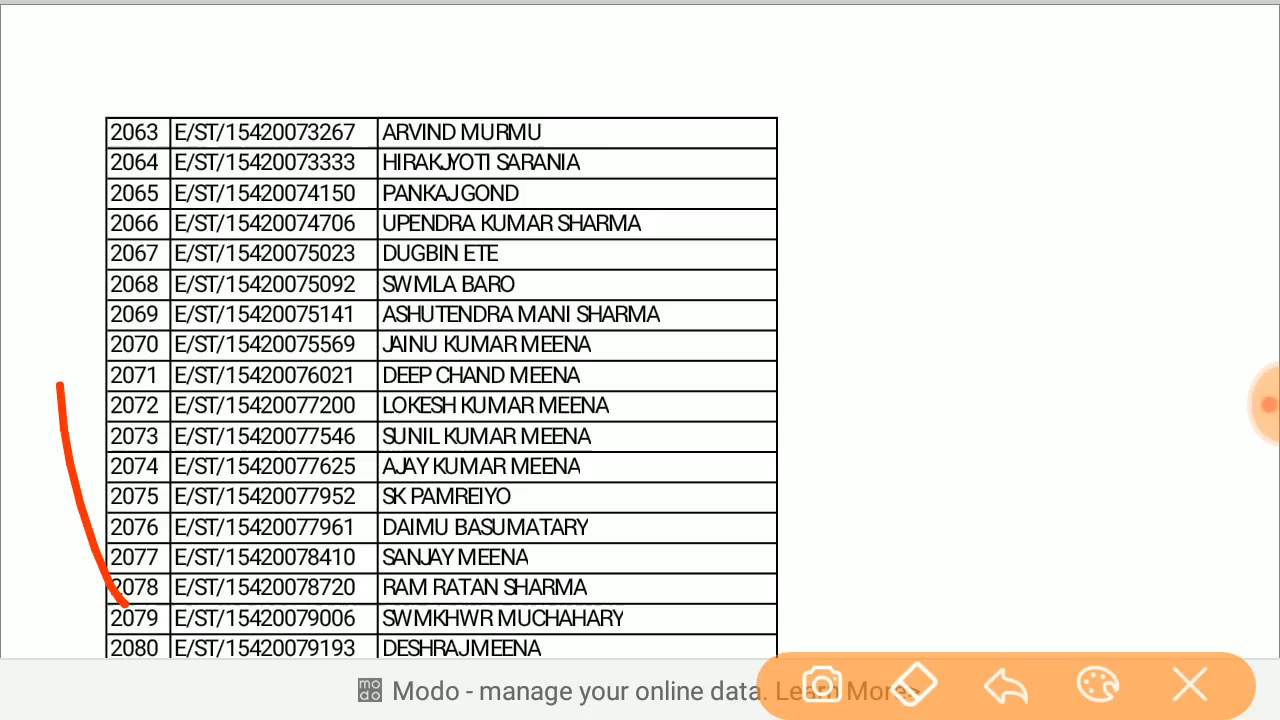 2063 E/ST/15420073267 ARVIND MURMU
2064 E/ST/15420073333 HIRAKJYOTI SARANIA
2065 E/ST/15420074150 PANKAJ GOND
2066 E/ST/15420074706 UPENDRA KUMAR SHARMA
2067 E/ST/15420075023 DUGBIN ETE
2068 E/ST/15420075092 SWMLA BARO
2069 E/ST/15420075141 ASHUTENDRA MANI SHARMA
2070 E/ST/15420075569 JAINU KUMAR MEENA
2071 E/ST/15420076021 DEEP CHAND MEENA
2072 E/ST/15420077200 LOKESH KUMAR MEENA
2073 E/ST/15420077546 SUNIL KUMAR MEENA
2074 E/ST/15420077625 AJAY KUMAR MEENA
2075 E/ST/15420077952 SK PAMREIYO
2076 E/ST/15420077961 DAIMU BASUMATARY
2077 E/ST/15420078410 SANJAY MEENA
2078 E/ST/15420078720 RAM RATAN SHARMA
2079 E/ST/15420079006 SWMKHWR MUCHAHARY
2080 E/ST/15420079193 DESHRAJ MEENA
modo Modo - manage your online data. Learn More